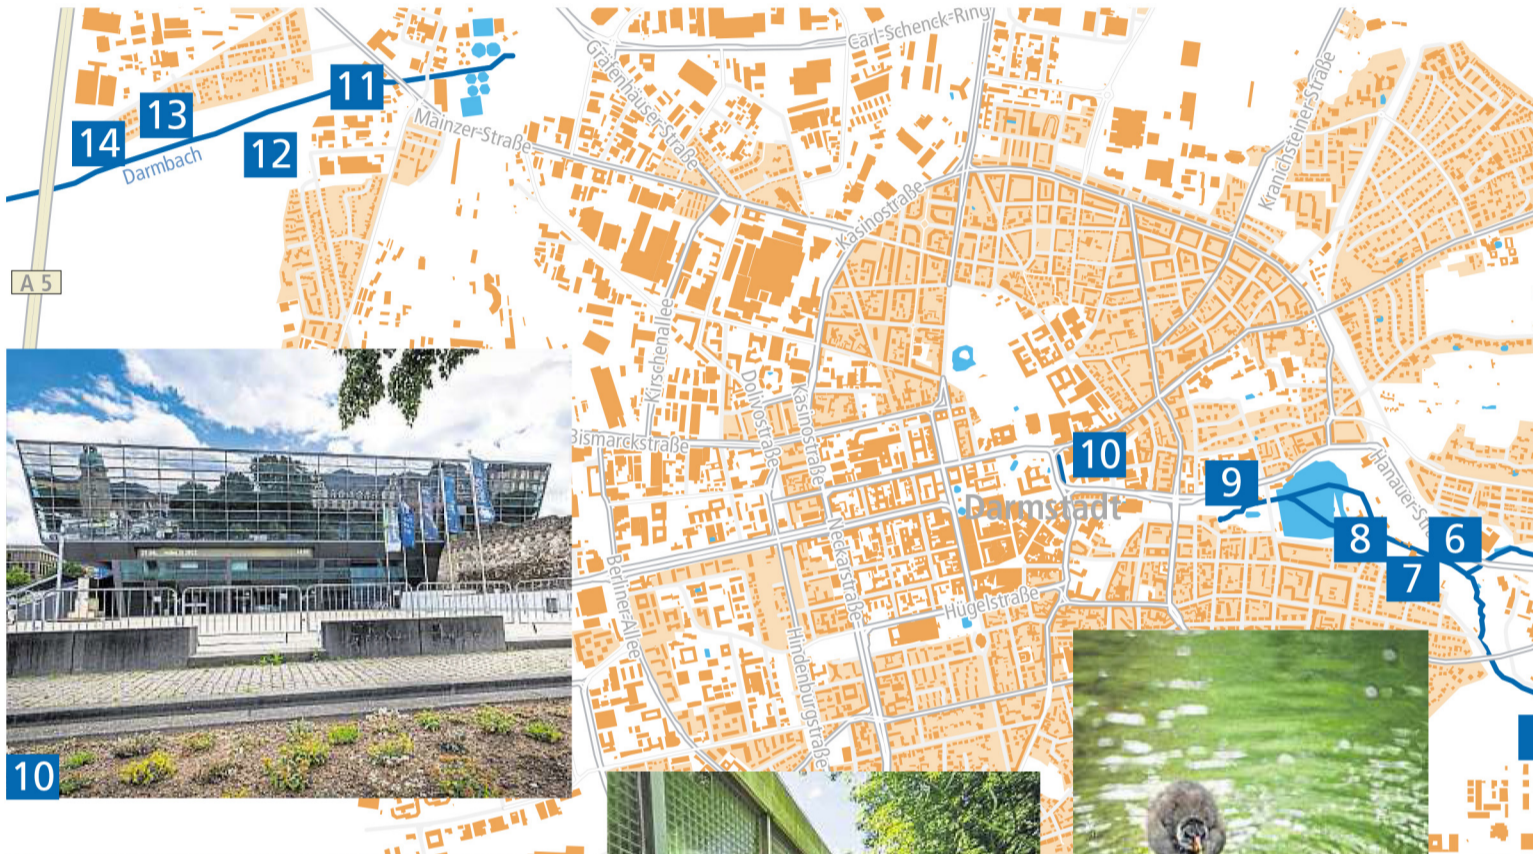 Carl-Schenck-Ring
Gräfenhäuser-Straße
Kranichsteiner-Straße
11
13
Mainzer-Straße
14
12
Darmbach
Kasinostraße
A 5
Kirschenallee
Dolivostraße
Kasinostraße
Bismarckstraße
10
9
Hanauer-Str
Darmstadt
Neckarstraße
8
6
7
Berliner-Allee
Hügelstraße
Hindenburgstraße
10